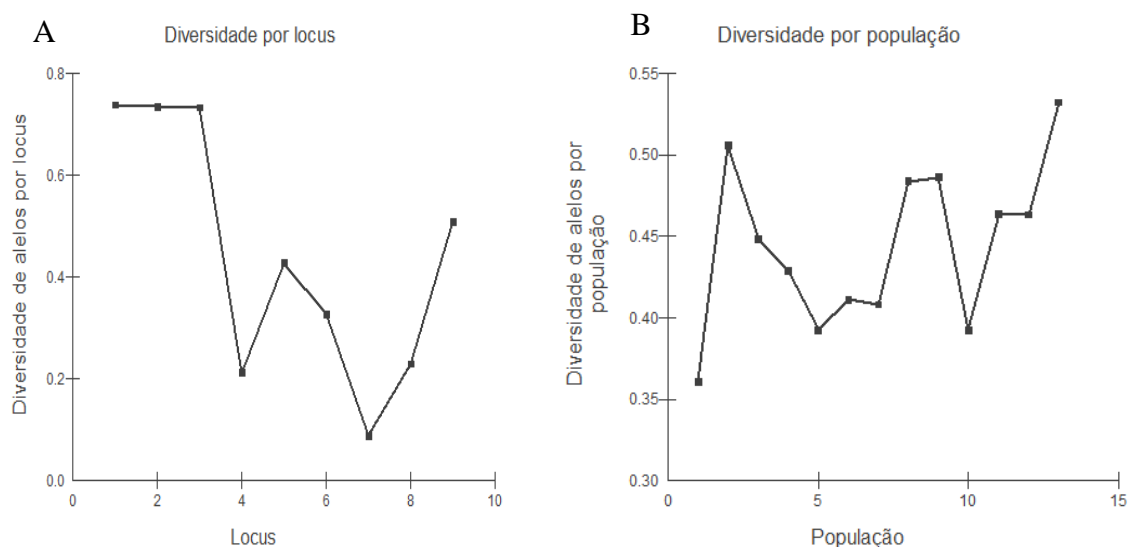 A
Diversidade por locus
Diversidade de alelos por locus
0.8
0.6
0.4
0.2
0.0
0
2
4
6
8
10
Locus
B
Diversidade por população
Diversidade de alelos por
população
0.55
0.50
0.45
0.40
0.35
0.30
0
5
10
15
População